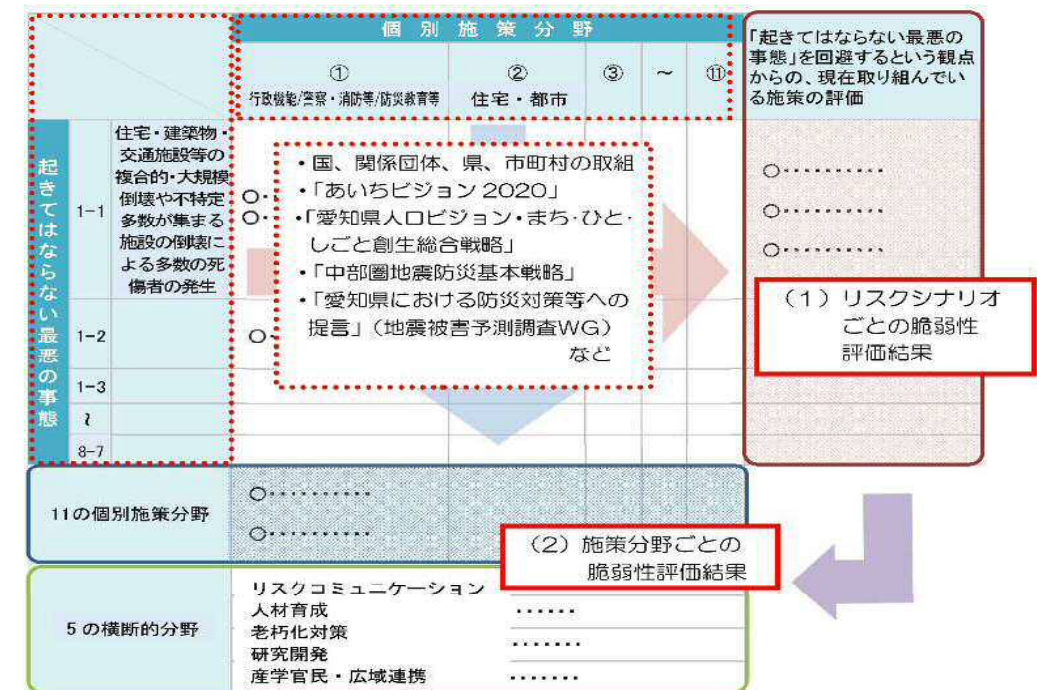 個別施策分野
① ② ③ ~ ⑪
行政機能/警察・消防等/防災教育等 住宅・都市
「起きてはならない最悪の
事態」を回避するという観点
からの、現在取り組んでい
る施策の評価
起きてはならない最悪の事態
1-1
住宅・建築物・
交通施設等の
複合的・大規模
倒壊や不特定
多数が集まる
施設の倒壊に
よる多数の死
傷者の発生
○・
○・
・国、関係団体、県、市町村の取組
・「あいちビジョン2020」
・「愛知県人口ビジョン・まち・ひと・
しごと創生総合戦略」
・「中部圏地震防災基本戦略」
・「愛知県における防災対策等への
提言」(地震被害予測調査WG)
など
○・・・・・・・・・・
○・・・・・・・・・・
○・・・・・・・・・・
(1)リスクシナリオ
ごとの脆弱性
評価結果
1-2
○・
1-3
~
8-7
11の個別施策分野
○・・・・・・・・・・
○・・・・・・・・・・
(2)施策分野ごとの
脆弱性評価結果
5の横断的分野
リスクコミュニケーション
人材育成 ・・・・・・
老朽化対策
研究開発 ・・・・・・・
産学官民・広域連携 ・・・・・・・